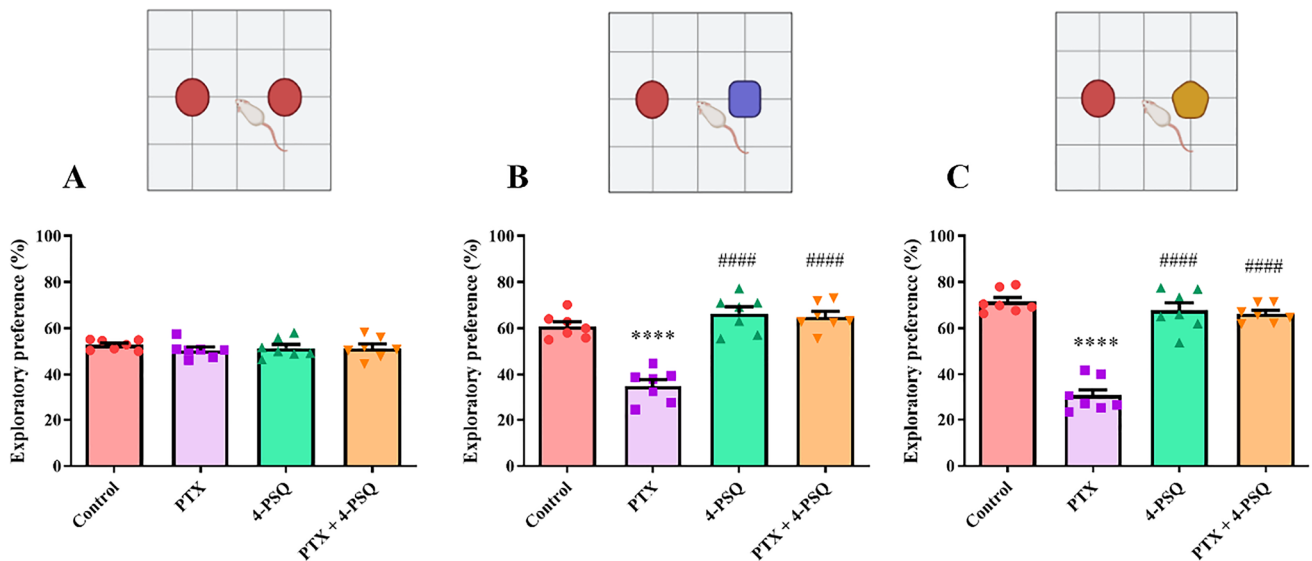 A
B
C
Exploratory preference (%)
100
80
60
40
20
0
Control
PTX
4-PSQ
PTX + 4-PSQ
Exploratory preference (%)
100
80
60
40
20
0
****
####
####
Control
PTX
4-PSQ
PTX + 4-PSQ
Exploratory preference (%)
100
80
60
40
20
0
****
####
####
Control
PTX
4-PSQ
PTX + 4-PSQ